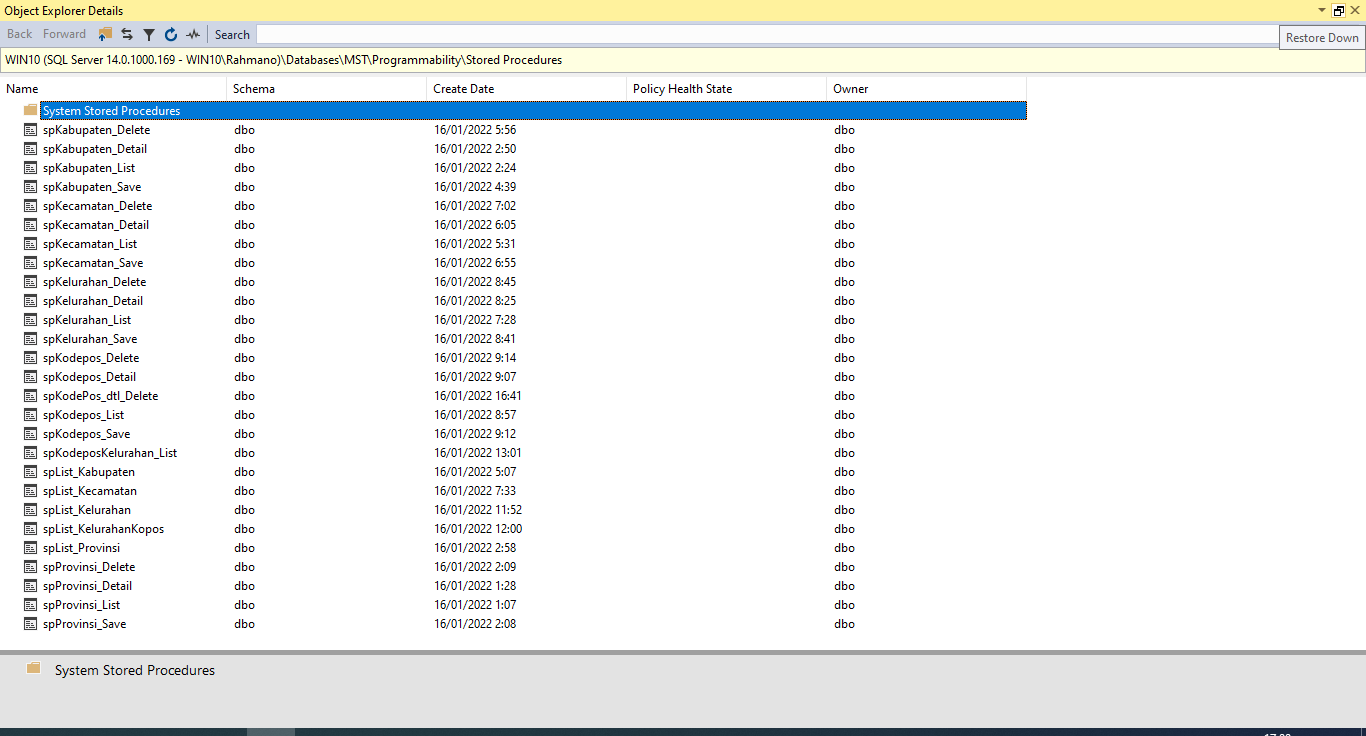 Object Explorer Details
Back Forward Search
Restore Down
WIN10 (SQL Server 14.0.1000.169 - WIN10\Rahmano)\Databases\MST\Programmability\Stored Procedures
Name Schema Create Date Policy Health State Owner
System Stored Procedures
spKabupaten_Delete dbo 16/01/2022 5:56 dbo
spKabupaten_Detail dbo 16/01/2022 2:50 dbo
spKabupaten_List dbo 16/01/2022 2:24 dbo
spKabupaten_Save dbo 16/01/2022 4:39 dbo
spKecamatan_Delete dbo 16/01/2022 7:02 dbo
spKecamatan_Detail dbo 16/01/2022 6:05 dbo
spKecamatan_List dbo 16/01/2022 5:31 dbo
spKecamatan_Save dbo 16/01/2022 6:55 dbo
spKelurahan_Delete dbo 16/01/2022 8:45 dbo
spKelurahan_Detail dbo 16/01/2022 8:25 dbo
spKelurahan_List dbo 16/01/2022 7:28 dbo
spKelurahan_Save dbo 16/01/2022 8:41 dbo
spKodepos_Delete dbo 16/01/2022 9:14 dbo
spKodepos_Detail dbo 16/01/2022 9:07 dbo
spKodePos_dtl_Delete dbo 16/01/2022 16:41 dbo
spKodepos_List dbo 16/01/2022 8:57 dbo
spKodepos_Save dbo 16/01/2022 9:12 dbo
spKodeposKelurahan_List dbo 16/01/2022 13:01 dbo
spList_Kabupaten dbo 16/01/2022 5:07 dbo
spList_Kecamatan dbo 16/01/2022 7:33 dbo
spList_Kelurahan dbo 16/01/2022 11:52 dbo
spList_KelurahanKopos dbo 16/01/2022 12:00 dbo
spList_Provinsi dbo 16/01/2022 2:58 dbo
spProvinsi_Delete dbo 16/01/2022 2:09 dbo
spProvinsi_Detail dbo 16/01/2022 1:28 dbo
spProvinsi_List dbo 16/01/2022 1:07 dbo
spProvinsi_Save dbo 16/01/2022 2:08 dbo
System Stored Procedures